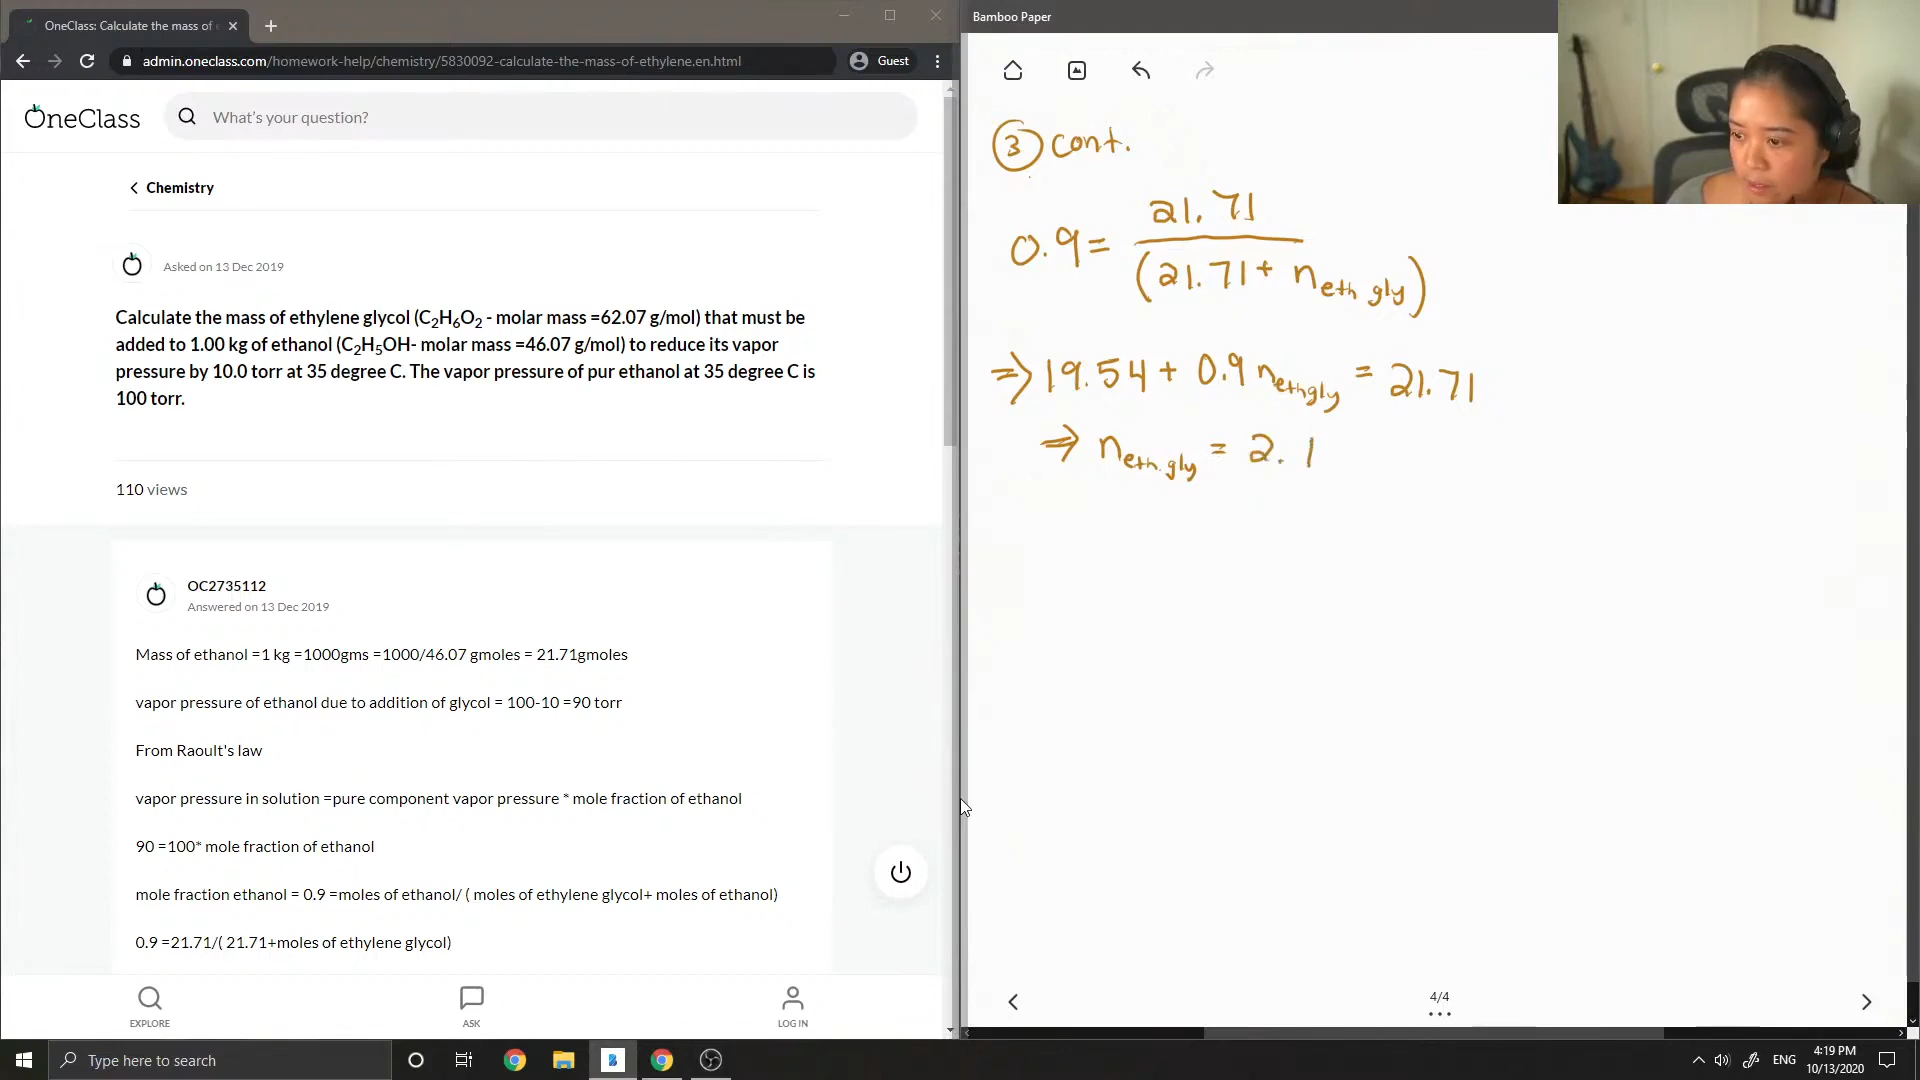 OneClass: Calculate the mass of e
admin.oneclass.com/homework-help/chemistry/5830092-calculate-the-mass-of-ethylene.en.html
Guest
OneClass
What's your question?
Chemistry
Asked on 13 Dec 2019
Calculate the mass of ethylene glycol (C2H6O2 - molar mass =62.07 g/mol) that must be
added to 1.00 kg of ethanol (C2H5OH- molar mass =46.07 g/mol) to reduce its vapor
pressure by 10.0 torr at 35 degree C. The vapor pressure of pur ethanol at 35 degree C is
100 torr.
110 views
OC2735112
Answered on 13 Dec 2019
Mass of ethanol =1 kg =1000gms =1000/46.07 gmoles = 21.71gmoles
vapor pressure of ethanol due to addition of glycol = 100-10 =90 torr
From Raoult's law
vapor pressure in solution =pure component vapor pressure * mole fraction of ethanol
90 =100* mole fraction of ethanol
mole fraction ethanol = 0.9 =moles of ethanol/ ( moles of ethylene glycol+ moles of ethanol)
0.9 =21.71/( 21.71+moles of ethylene glycol)
EXPLORE
ASK
LOG IN
Bamboo Paper
③ cont.
21.71
0.9=
(21.71+ n eth gly)
⇒ 19.54 + 0.9 n eth gly = 21.71
⇒ n eth. gly = 2. 1
4/4
Type here to search
ENG
4:19 PM
10/13/2020